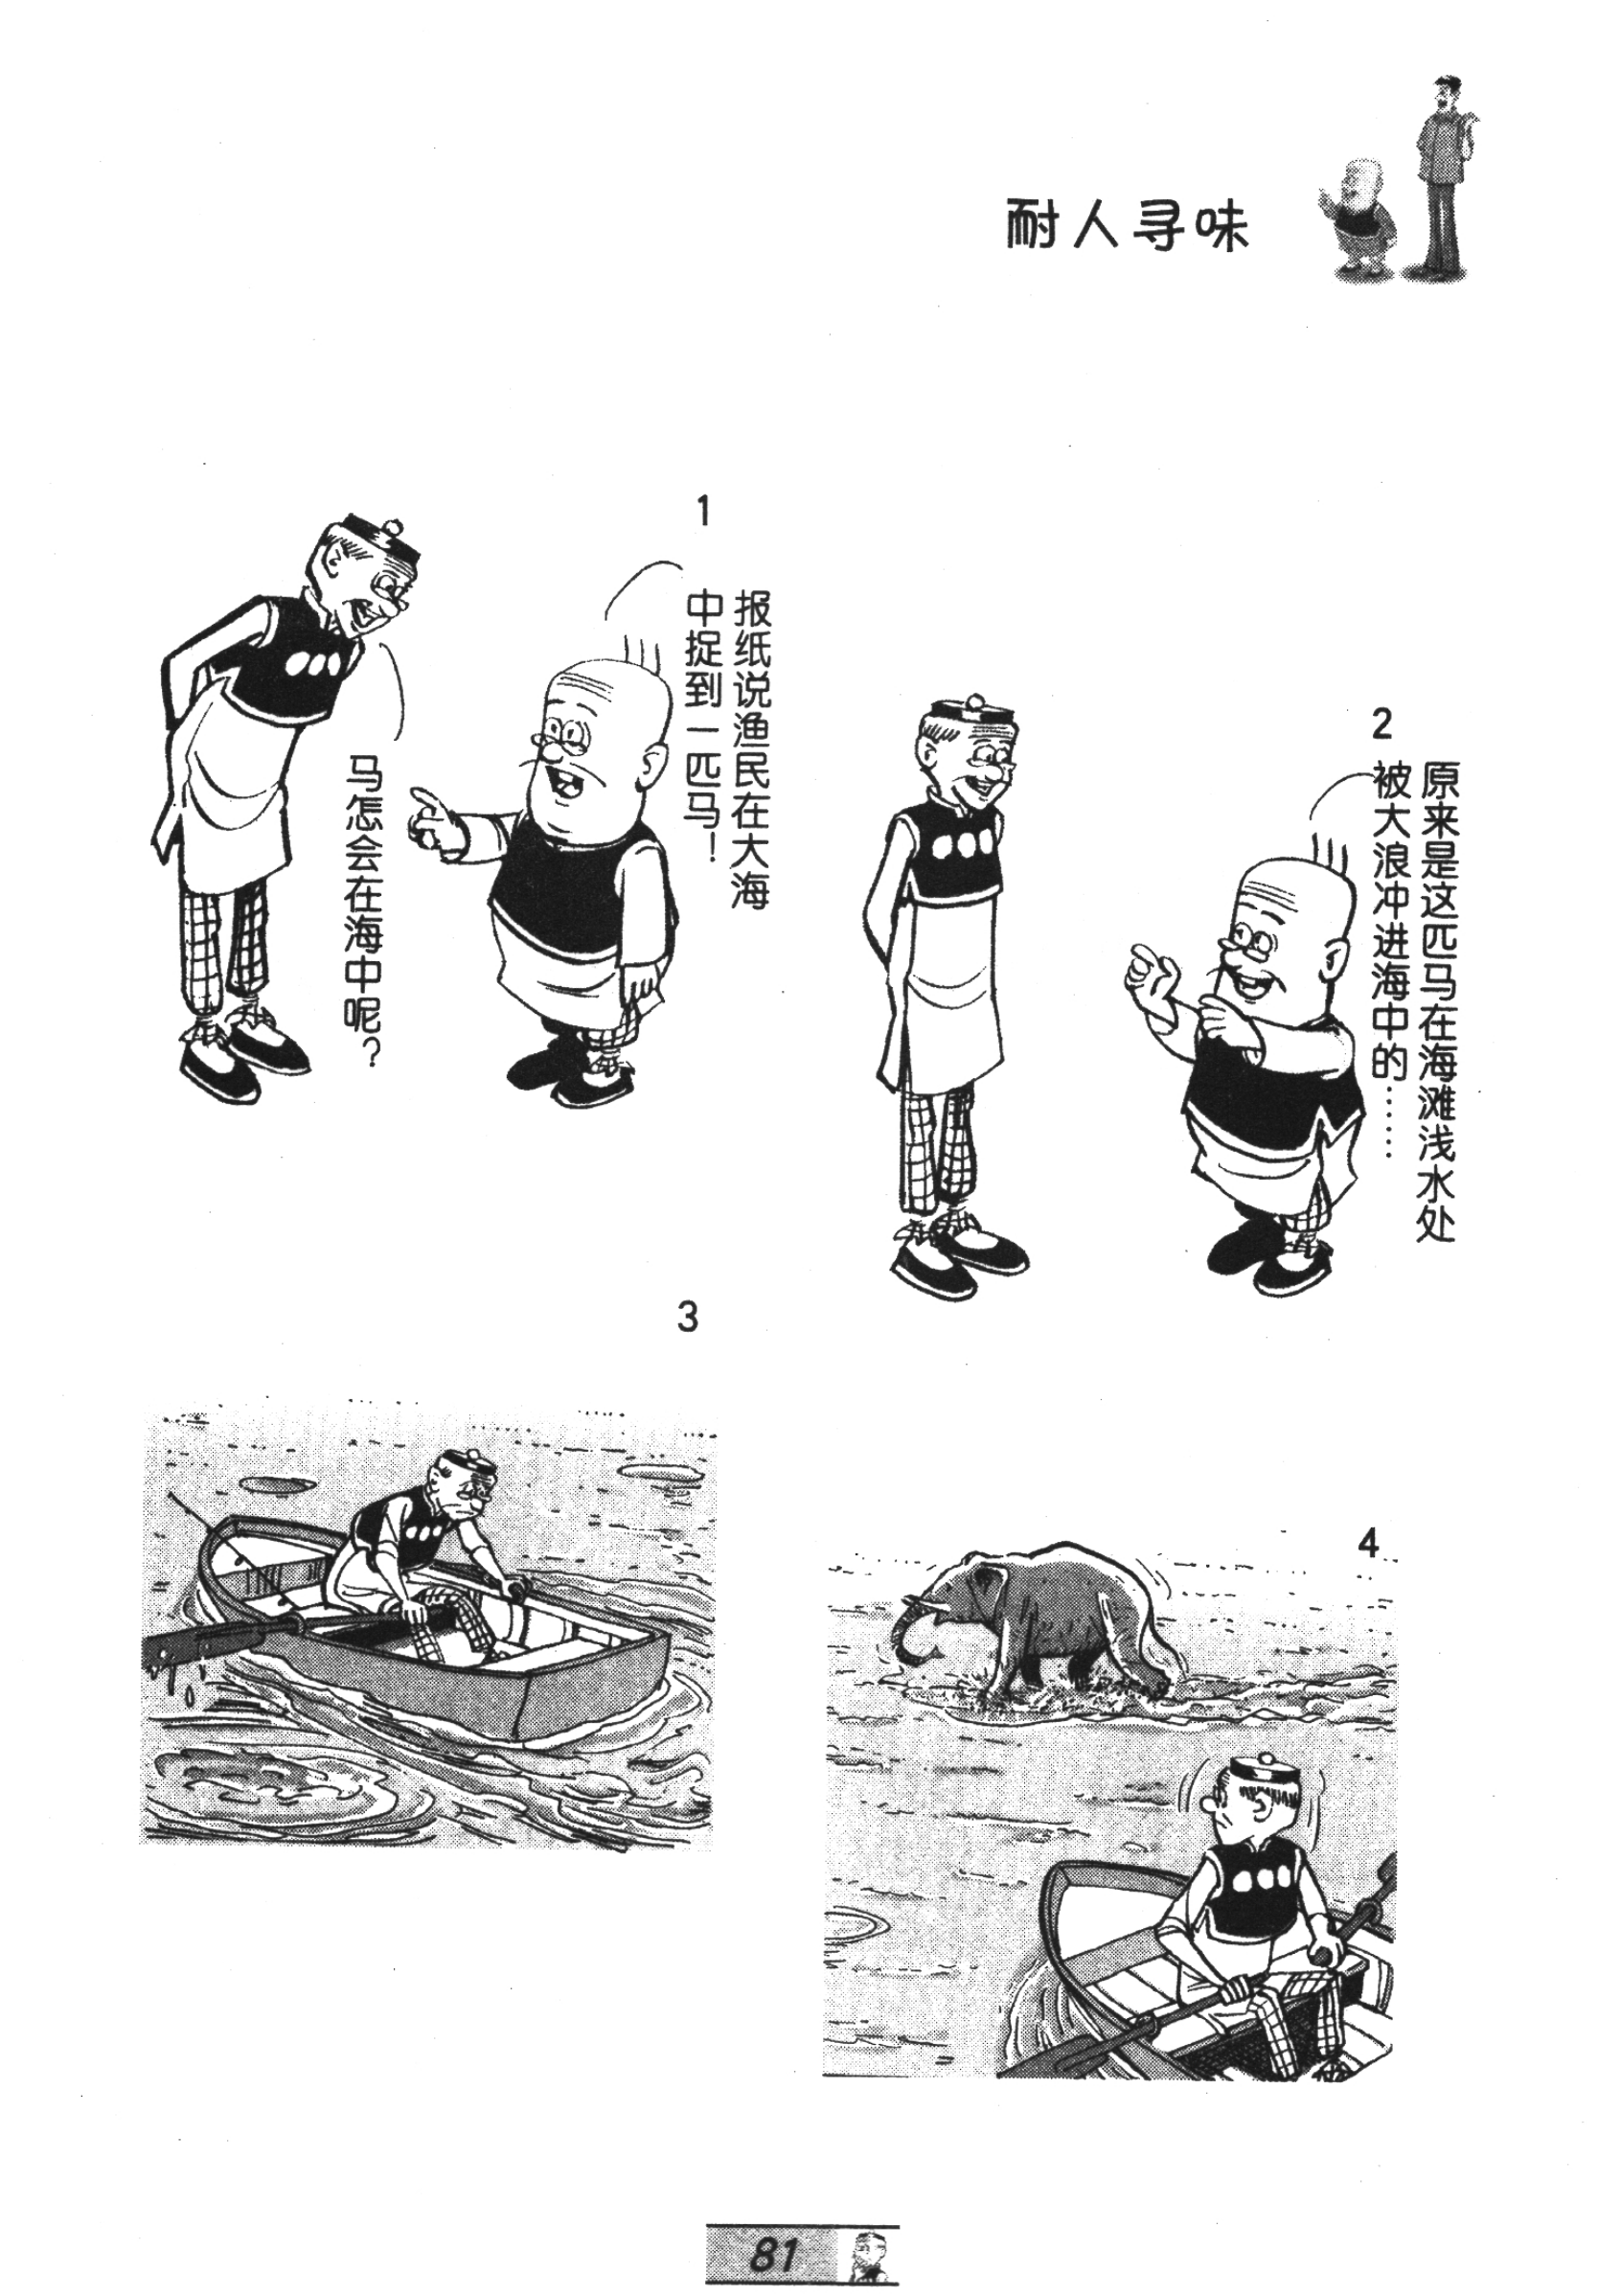 耐人寻味
1
报纸说渔民在大海
中捉到一匹马！
马怎会在海中呢？
2
原来是这匹马在海滩浅水处
被大浪冲进海中的……
3
4
81